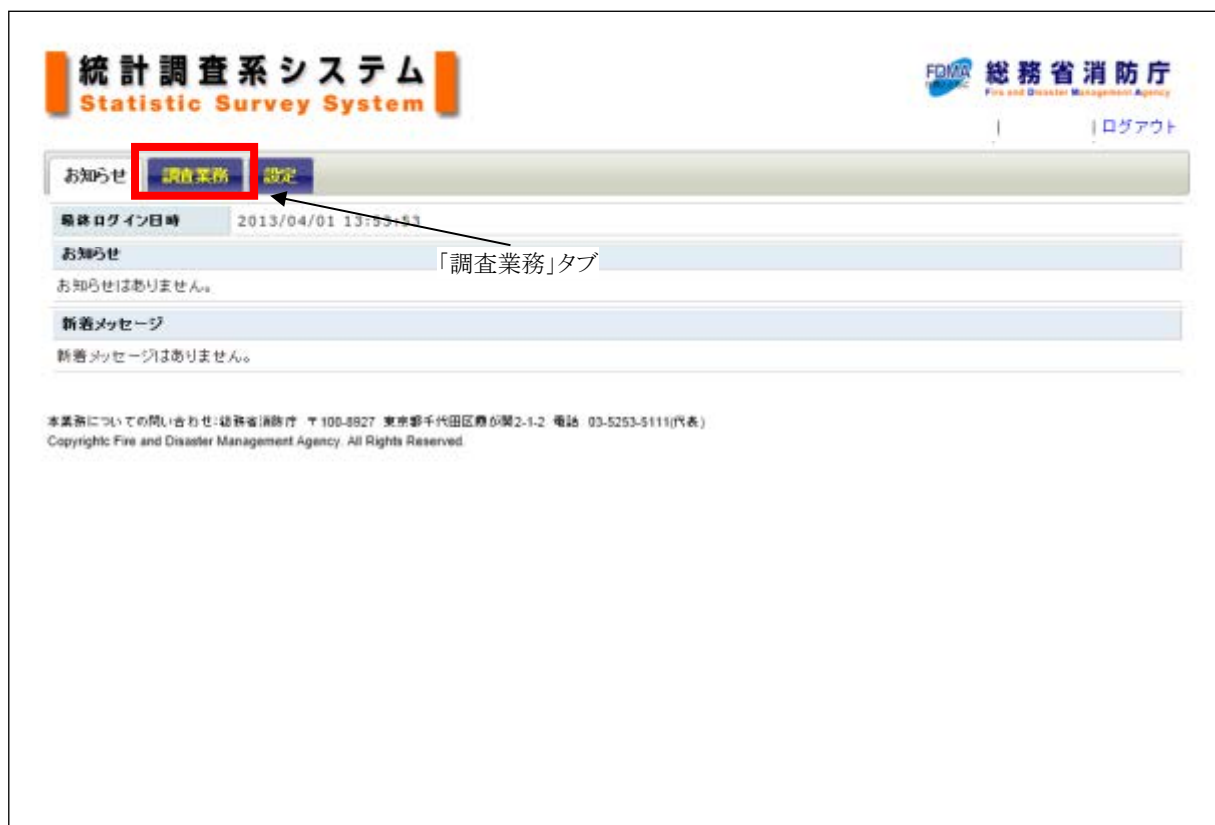 統計調査系システム
Statistic Survey System
FDMA
総務省消防庁
Fire and Disaster Management Agency
| | ログアウト
お知らせ 調査業務 設定
最終ログイン日時 2013/04/01 13:53:53
「調査業務」タブ
お知らせ
お知らせはありません。
新着メッセージ
新着メッセージはありません。
本業務についての問い合わせ:総務省消防庁 〒100-8927 東京都千代田区霞が関2-1-2 電話 03-5253-5111(代表)
Copyrightc Fire and Disaster Management Agency. All Rights Reserved.